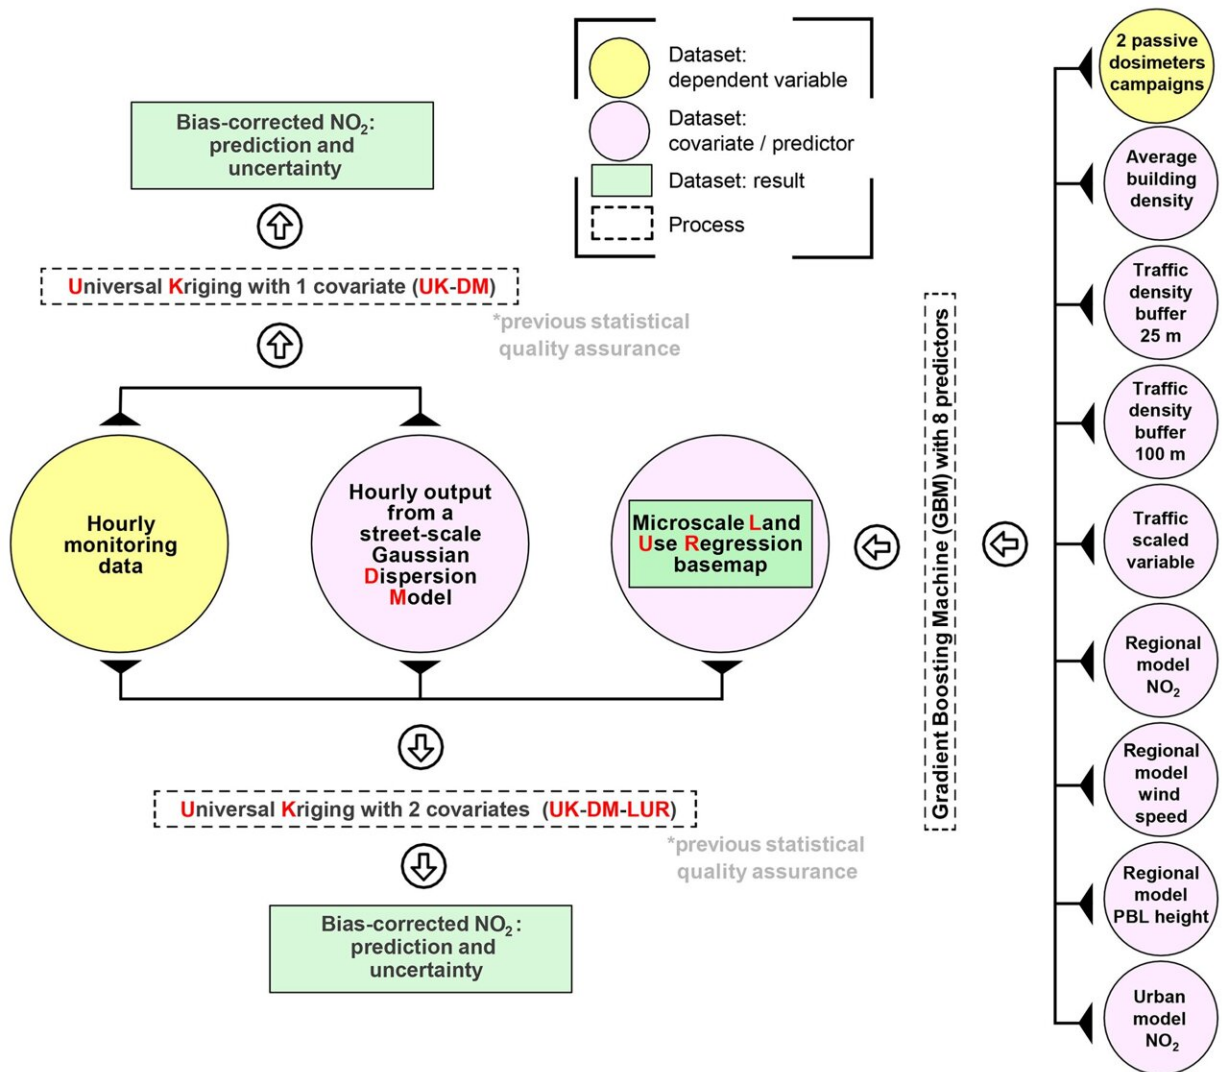 Dataset:
dependent variable
Dataset:
covariate / predictor
Dataset: result
Process
Bias-corrected NO₂:
prediction and
uncertainty
Universal Kriging with 1 covariate (UK-DM)
*previous statistical
quality assurance
Hourly
monitoring
data
Hourly output
from a
street-scale
Gaussian
Dispersion
Model
Microscale Land
Use Regression
basemap
Universal Kriging with 2 covariates (UK-DM-LUR)
*previous statistical
quality assurance
Bias-corrected NO₂:
prediction and
uncertainty
Gradient Boosting Machine (GBM) with 8 predictors
2 passive
dosimeters
campaigns
Average
building
density
Traffic
density
buffer
25 m
Traffic
density
buffer
100 m
Traffic
scaled
variable
Regional
model
NO₂
Regional
model
wind
speed
Regional
model
PBL height
Urban
model
NO₂